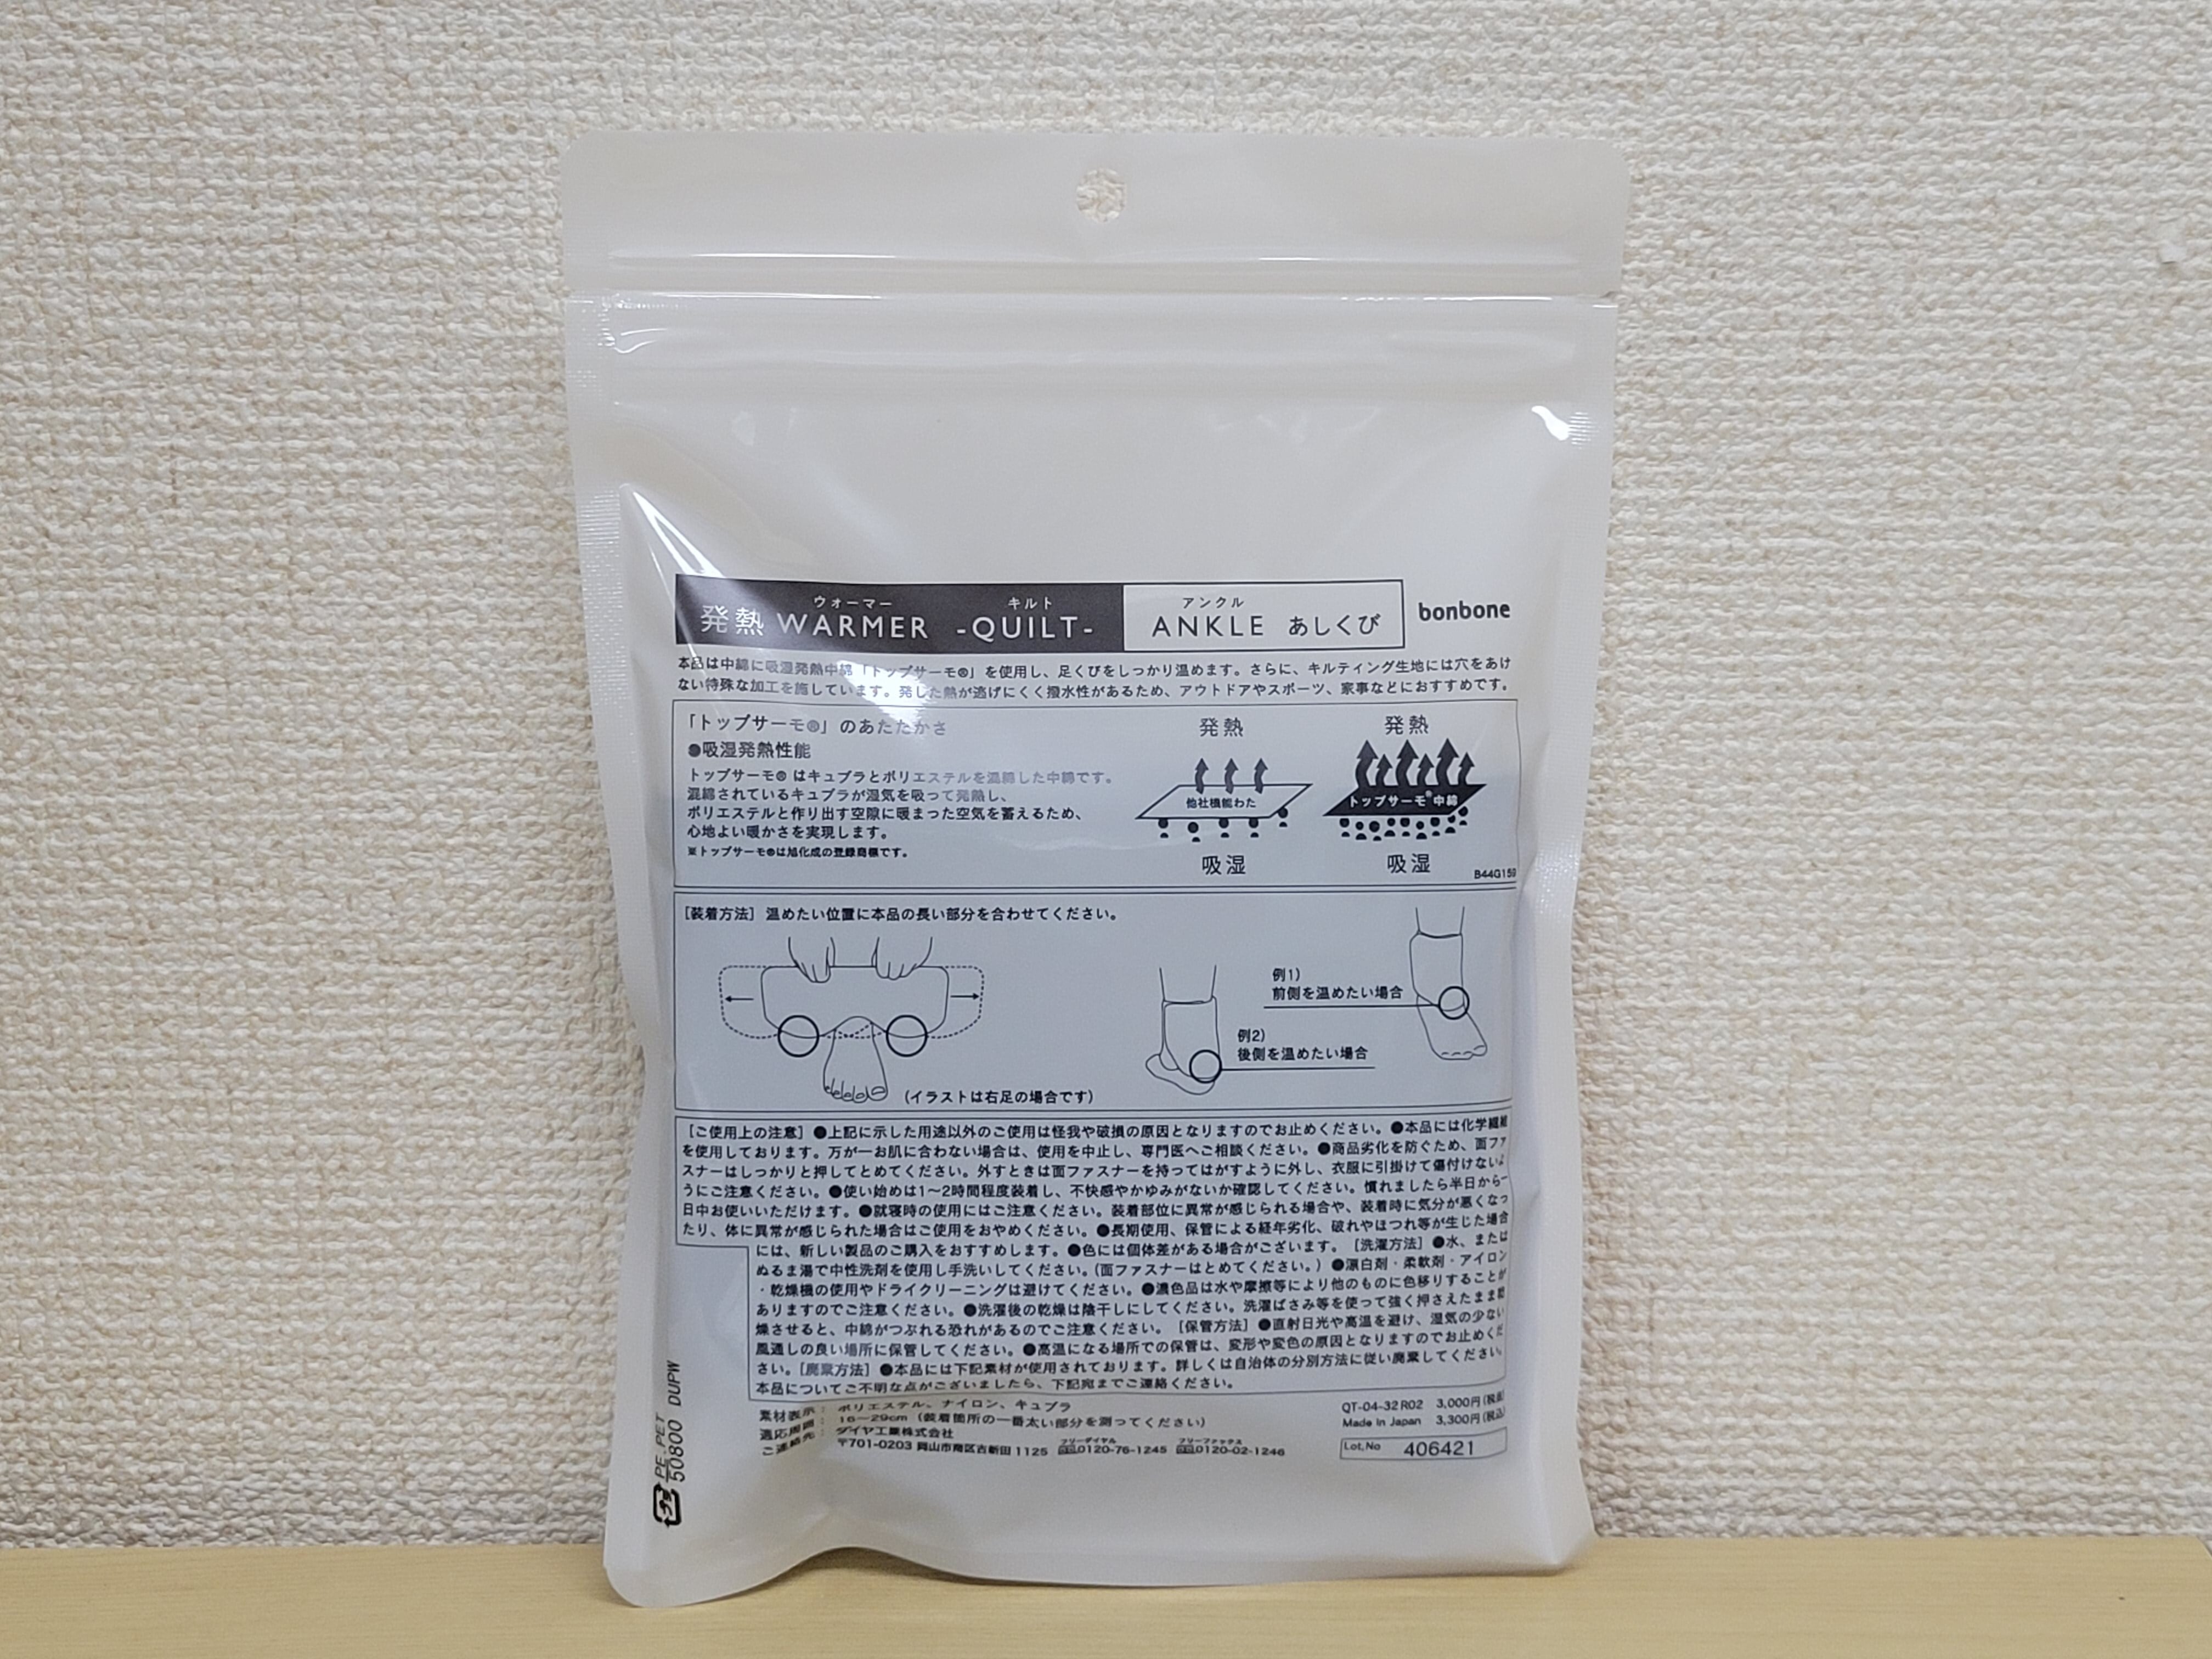 ウォーマー キルト アンクル
発熱 WARMER -QUILT- ANKLE あしくび bonbone
本品は中綿に吸湿発熱中綿「トップサーモ®」を使用し、足くびをしっかり温めます。さらに、キルティング生地には穴をあけ
ない特殊な加工を施しています。発した熱が逃げにくく撥水性があるため、アウトドアやスポーツ、家事などにおすすめです。
「トップサーモ®」のあたたかさ
●吸湿発熱性能
トップサーモ® はキュプラとポリエステルを混綿した中綿です。
混綿されているキュプラが湿気を吸って発熱し、
ポリエステルと作り出す空隙に暖まった空気を蓄えるため、
心地よい暖かさを実現します。
※トップサーモ®は旭化成の登録商標です。
発熱
他社機能わた
吸湿
発熱
トップサーモ®中綿
吸湿
B44G159
[装着方法] 温めたい位置に本品の長い部分を合わせてください。
(イラストは右足の場合です)
例1)
前側を温めたい場合
例2)
後側を温めたい場合
[ご使用上の注意] ●上記に示した用途以外のご使用は怪我や破損の原因となりますのでお止めください。●本品には化学繊維
を使用しております。万が一お肌に合わない場合は、使用を中止し、専門医へご相談ください。●商品劣化を防ぐため、面ファ
スナーはしっかりと押してとめてください。外すときは面ファスナーを持ってはがすように外し、衣服に引掛けて傷付けないよ
うにご注意ください。●使い始めは1〜2時間程度装着し、不快感やかゆみがないか確認してください。慣れましたら半日から一
日中お使いいただけます。●就寝時の使用にはご注意ください。装着部位に異常が感じられる場合や、装着時に気分が悪くなっ
たり、体に異常が感じられた場合はご使用をおやめください。●長期使用、保管による経年劣化、破れやほつれ等が生じた場合
には、新しい製品のご購入をおすすめします。●色には個体差がある場合がございます。 [洗濯方法] ●水、または
ぬるま湯で中性洗剤を使用し手洗いしてください。(面ファスナーはとめてください。) ●漂白剤・柔軟剤・アイロン
・乾燥機の使用やドライクリーニングは避けてください。●濃色品は水や摩擦等により他のものに色移りすることが
ありますのでご注意ください。●洗濯後の乾燥は陰干しにしてください。洗濯ばさみ等を使って強く押さえたまま乾
燥させると、中綿がつぶれる恐れがあるのでご注意ください。 [保管方法] ●直射日光や高温を避け、湿気の少ない
風通しの良い場所に保管してください。●高温になる場所での保管は、変形や変色の原因となりますのでお止めくだ
さい。[廃棄方法] ●本品には下記素材が使用されております。詳しくは自治体の分別方法に従い廃棄してください。
本品についてご不明な点がございましたら、下記宛までご連絡ください。
素材表示： ポリエステル、ナイロン、キュプラ
適応周囲： 16〜29cm (装着箇所の一番太い部分を測ってください)
ご連絡先： ダイヤ工業株式会社
〒701-0203 岡山市南区古新田1125 フリーダイヤル 0120-76-1245 フリーファックス 0120-02-1246
QT-04-32 R02 3,000円(税抜)
Made in Japan 3,300円(税込)
Lot.No 406421
PE,PET
50800 DUPW